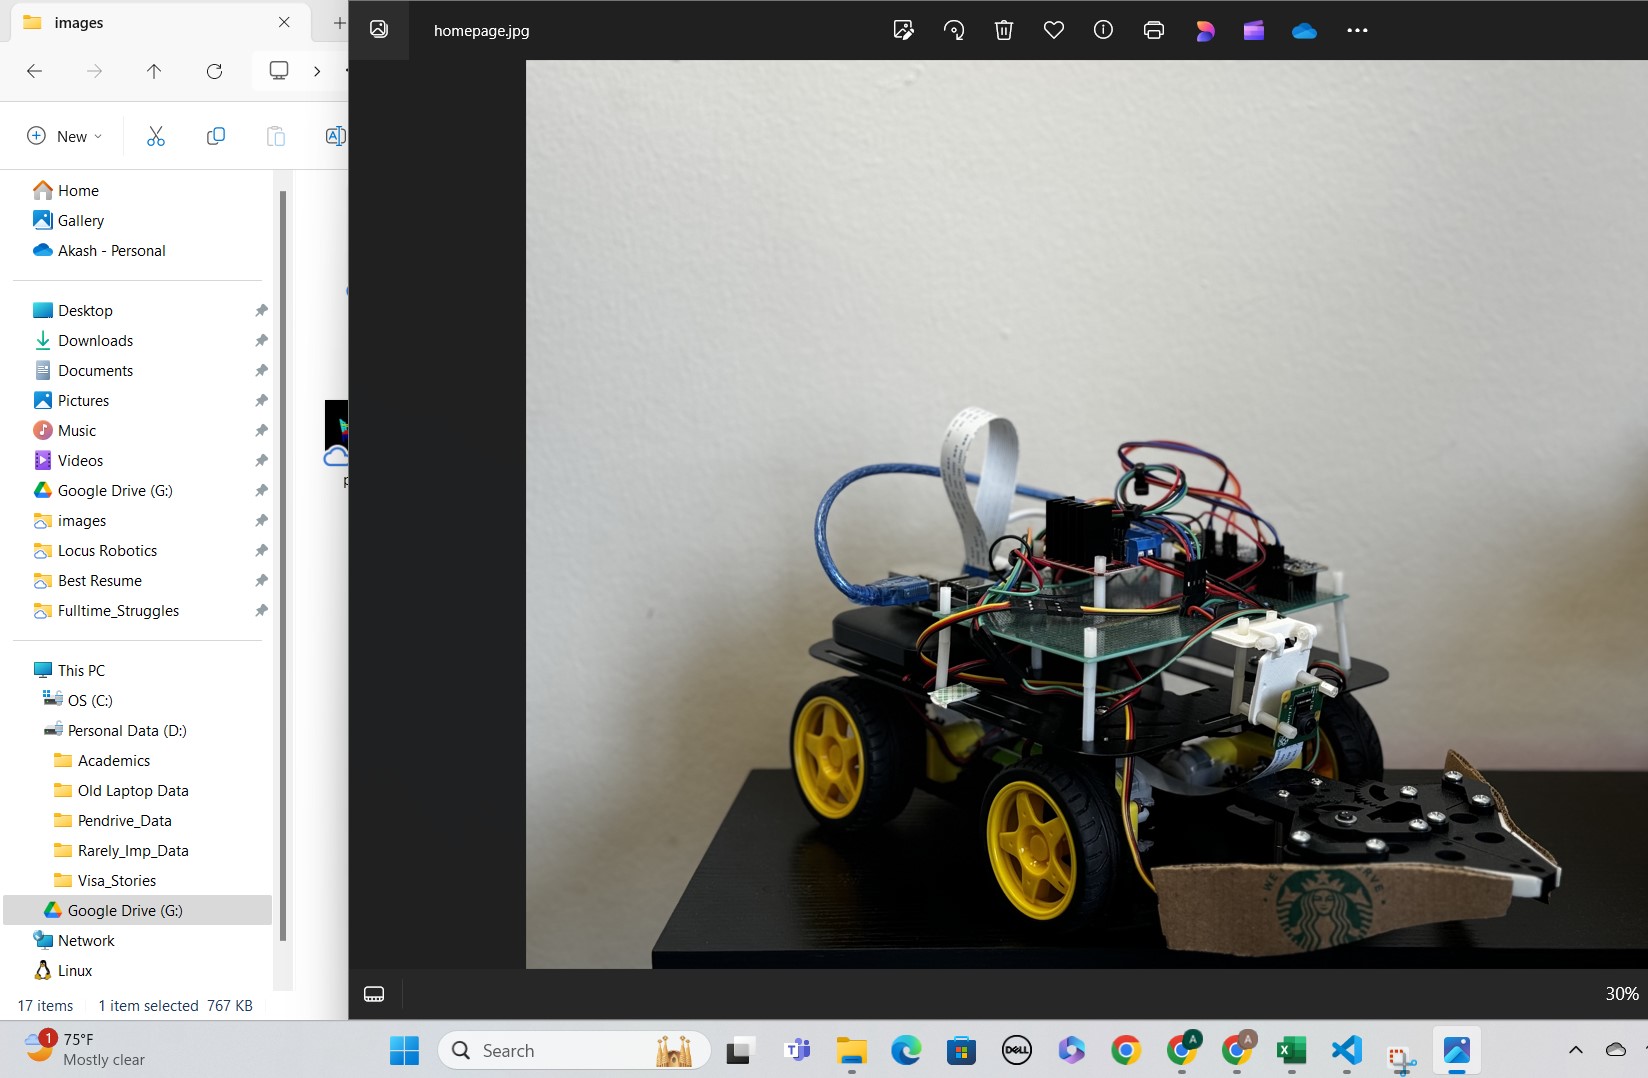 images
homepage.jpg
New
Home
Gallery
Akash - Personal
Desktop
Downloads
Documents
Pictures
Music
Videos
Google Drive (G:)
images
Locus Robotics
Best Resume
Fulltime_Struggles
This PC
OS (C:)
Personal Data (D:)
Academics
Old Laptop Data
Pendrive_Data
Rarely_Imp_Data
Visa_Stories
Google Drive (G:)
Network
Linux
17 items 1 item selected 767 KB
30%
1
75°F
Mostly clear
Search
DELL
A
A